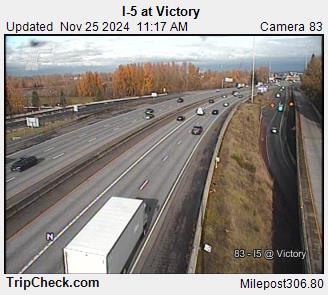 I-5 at Victory
Updated Nov 25 2024 11:17 AM Camera 83
N
83 - I5 @ Victory
TripCheck.com Milepost306.80